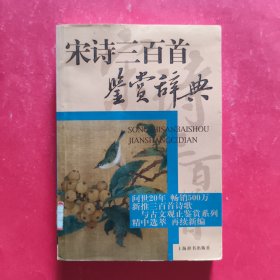 宋诗三百首
鉴赏辞典
SONGSHISANBAISHOU
JIANSHANGCIDIAN
问世20年 畅销500万
新推三百首诗歌
与古文观止鉴赏系列
精中选萃 再续新编
上海辞书出版社